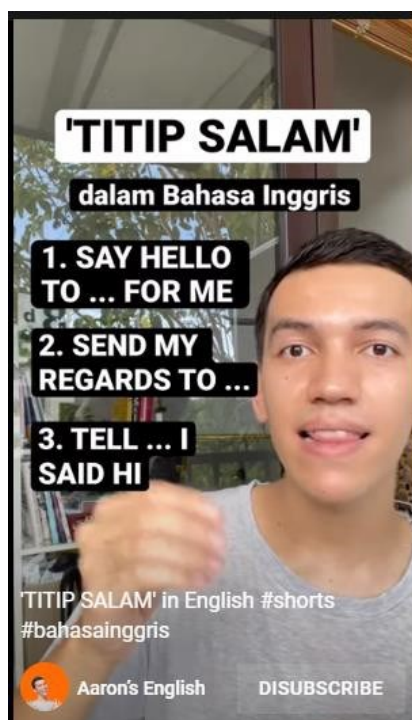 'TITIP SALAM'
dalam Bahasa Inggris
1. SAY HELLO
TO ... FOR ME
2. SEND MY
REGARDS TO ...
3. TELL ... I
SAID HI
'TITIP SALAM' in English #shorts
#bahasainggris
Aaron's English
DISUBSCRIBE